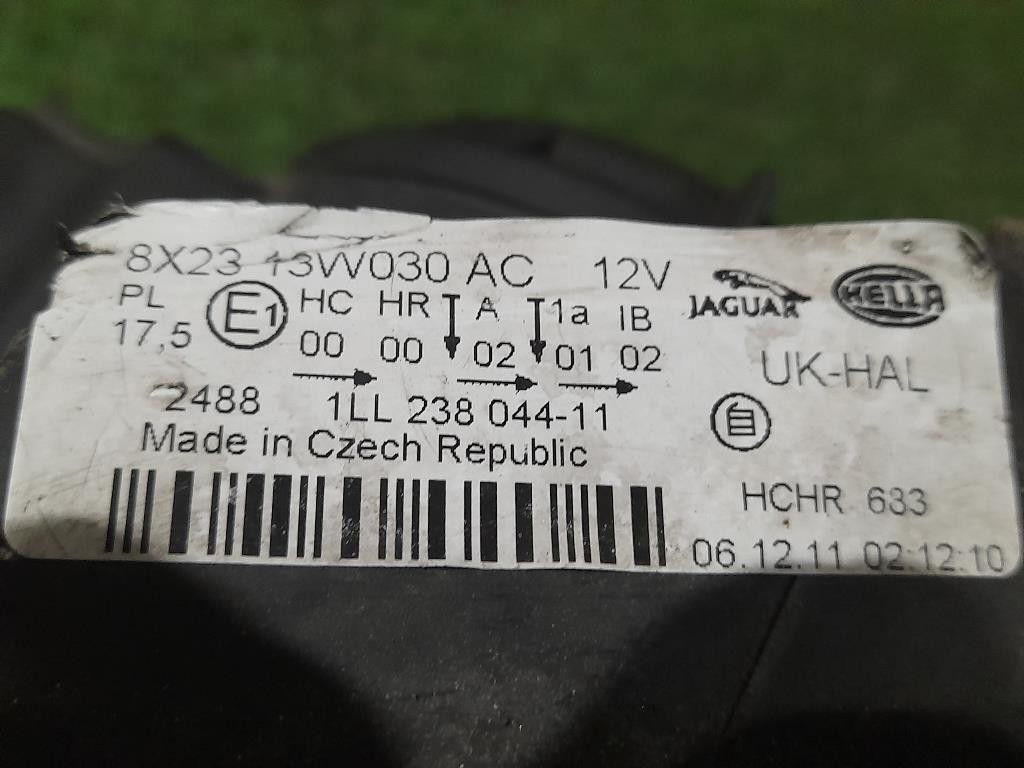 8X23 13W030 AC 12V JAGUAR HELLA
PL E1 HC HR A 1a IB
17,5 00 00 02 01 02 UK-HAL
2488 1LL 238 044-11 自
Made in Czech Republic
HCHR 633
06.12.11 02:12:10